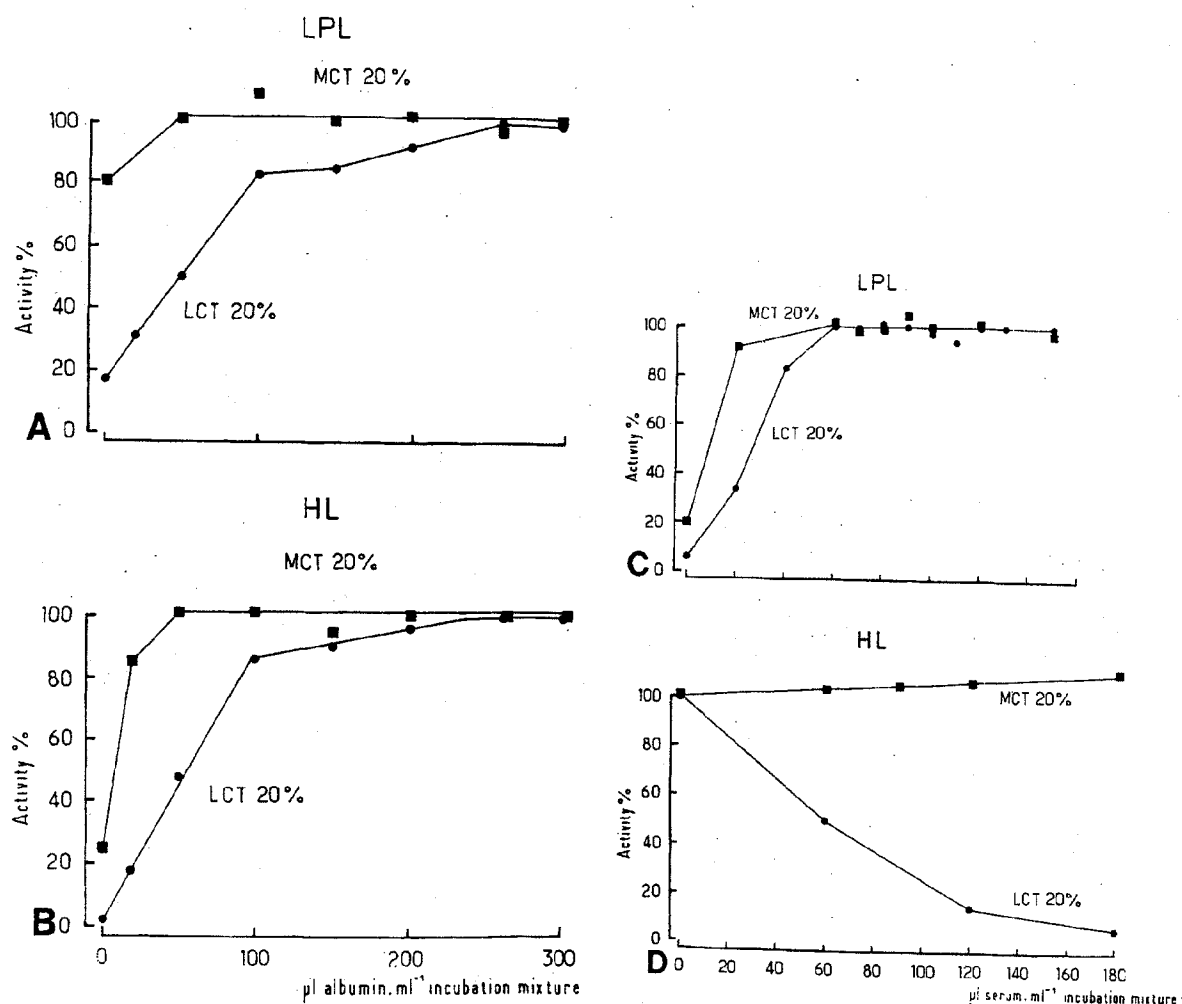 LPL
MCT 20%
100
80
60
40
20
0
Activity %
LCT 20%
A
HL
MCT 20%
100
80
60
40
20
0
Activity %
LCT 20%
B
0 100 200 300
µl albumin.ml⁻¹ incubation mixture
LPL
MCT 20%
100
80
60
40
20
0
Activity %
LCT 20%
C
HL
100
80
60
40
20
0
Activity %
MCT 20%
LCT 20%
D
0 20 40 60 80 100 120 140 160 180
µl serum.ml⁻¹ incubation mixture